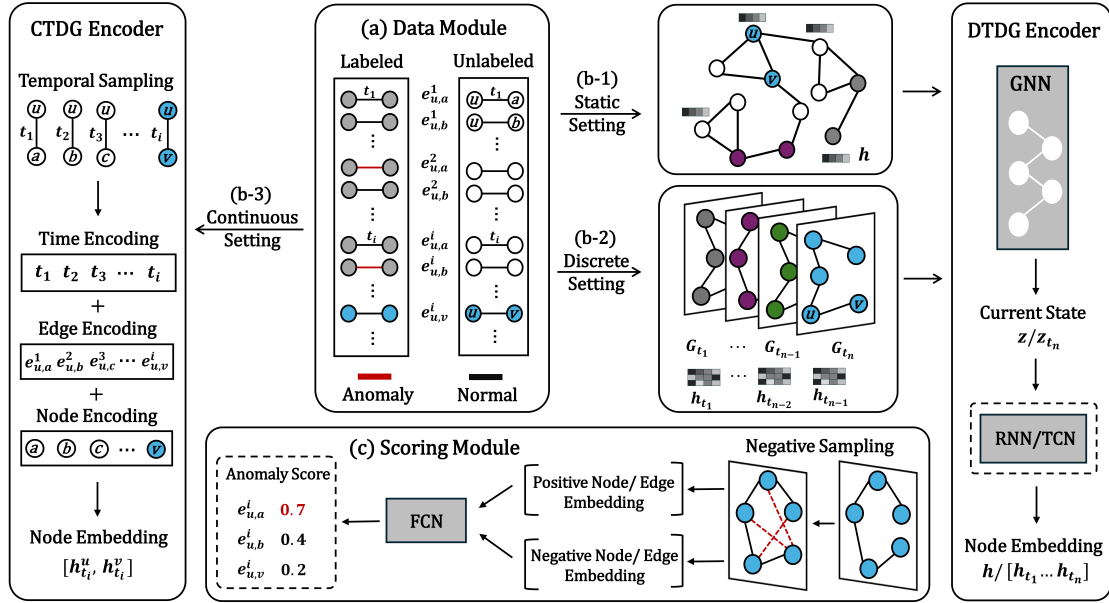 CTDG Encoder
Temporal Sampling
u u u u
t₁ t₂ t₃ ⋯ tᵢ
a b c v
Time Encoding
t₁ t₂ t₃ ⋯ tᵢ
+
Edge Encoding
e¹ᵤ,ₐ e²ᵤ,b e³ᵤ,c ⋯ eⁱᵤ,ᵥ
+
Node Encoding
a b c ⋯ v
Node Embedding
[hᵘₜᵢ, hᵛₜᵢ]
(b-3)
Continuous
Setting
(a) Data Module
Labeled Unlabeled
t₁ e¹ᵤ,ₐ u t₁ a
e¹ᵤ,b u b
⋮ ⋮
e²ᵤ,ₐ
e²ᵤ,b
⋮ ⋮
tᵢ eⁱᵤ,ₐ tᵢ
eⁱᵤ,b
⋮ ⋮
eⁱᵤ,ᵥ u v
⋮ ⋮
Anomaly Normal
(b-1)
Static
Setting
u
v
h
(b-2)
Discrete
Setting
u v
Gₜ₁ ⋯ Gₜₙ₋₁ Gₜₙ
⋯
hₜ₁ hₜₙ₋₂ hₜₙ₋₁
(c) Scoring Module
Anomaly Score
eⁱᵤ,ₐ 0.7
eⁱᵤ,b 0.4
eⁱᵤ,ᵥ 0.2
FCN
Positive Node/ Edge
Embedding
Negative Node/ Edge
Embedding
Negative Sampling
DTDG Encoder
GNN
Current State
z/zₜₙ
RNN/TCN
Node Embedding
h/[hₜ₁…hₜₙ]